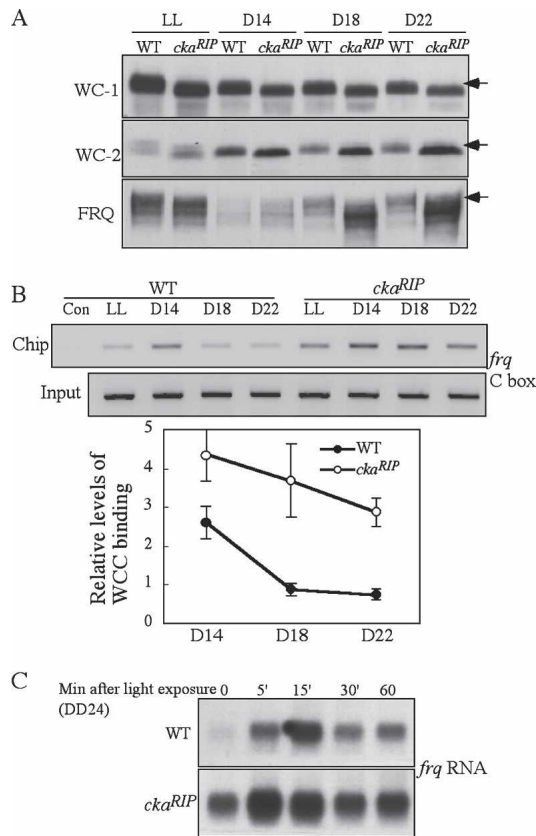 A
LL D14 D18 D22
WT ckaRIP WT ckaRIP WT ckaRIP WT ckaRIP
WC-1
WC-2
FRQ
B
WT ckaRIP
Con LL D14 D18 D22 LL D14 D18 D22
Chip
frq
C box
Input
5
4
3
2
1
0
Relative levels of
WCC binding
WT
ckaRIP
D14 D18 D22
C
Min after light exposure 0 5' 15' 30' 60
(DD24)
WT
frq RNA
ckaRIP